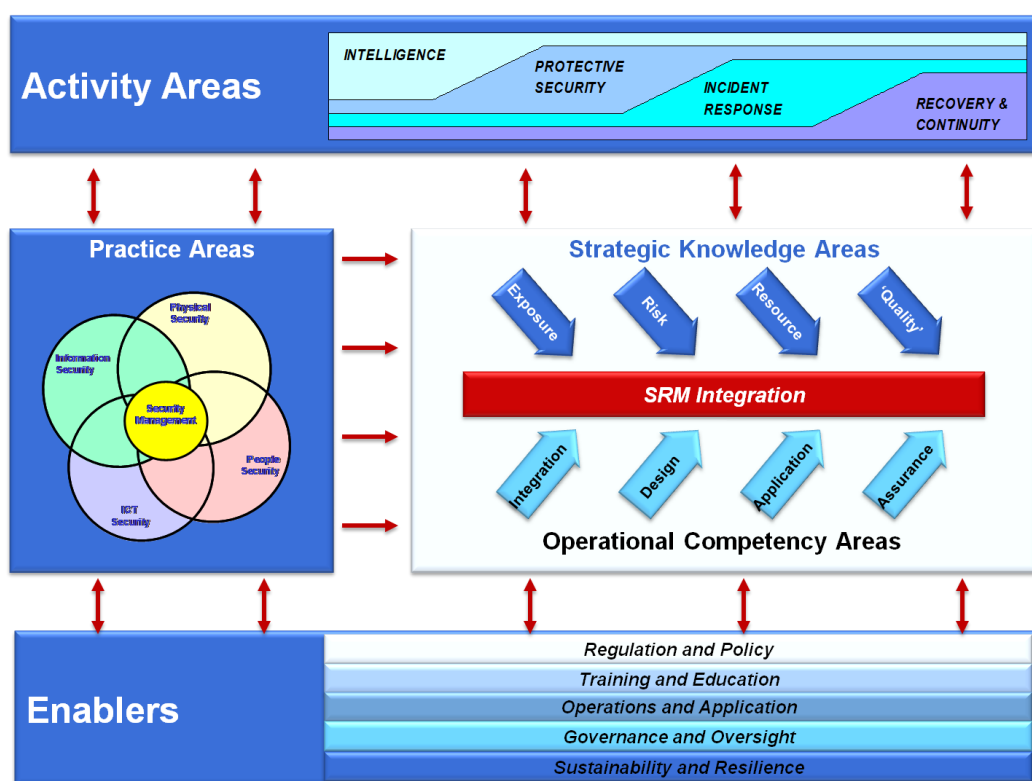 Activity Areas
INTELLIGENCE
PROTECTIVE
SECURITY
INCIDENT
RESPONSE
RECOVERY &
CONTINUITY
Practice Areas
Physical
Security
Information
Security
Security
Management
People
Security
ICT
Security
Strategic Knowledge Areas
Exposure
Risk
Resource
‘Quality’
SRM Integration
Integration
Design
Application
Assurance
Operational Competency Areas
Enablers
Regulation and Policy
Training and Education
Operations and Application
Governance and Oversight
Sustainability and Resilience